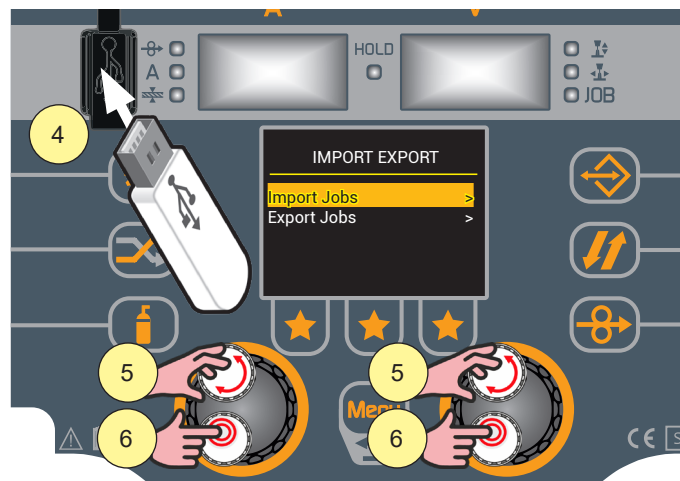 A V
HOLD
A
JOB
4
IMPORT EXPORT
Import Jobs >
Export Jobs >
5 5
Menu
6 6
CE S